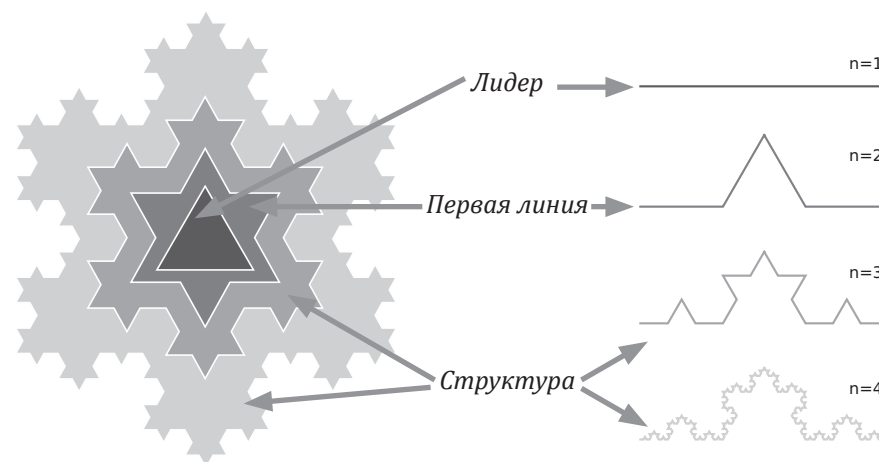 Лидер
n=1
n=2
Первая линия
n=3
Структура
n=4